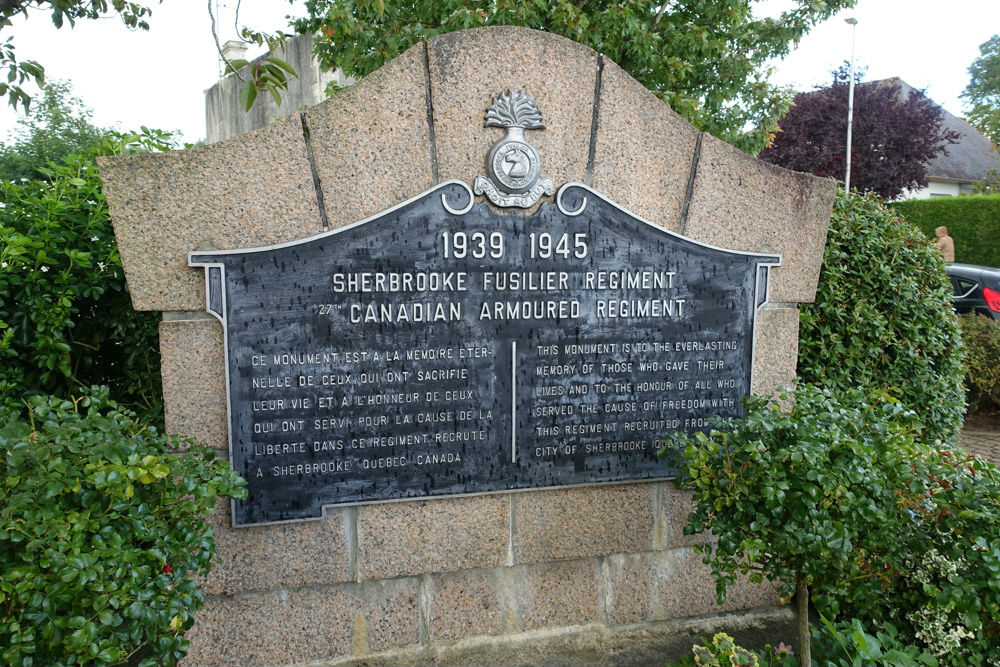 DROIT AU BUT
1939 1945
SHERBROOKE FUSILIER REGIMENT
27TH CANADIAN ARMOURED REGIMENT
CE MONUMENT EST A LA MEMOIRE ETER-
NELLE DE CEUX QUI ONT SACRIFIE
LEUR VIE ET A L'HONNEUR DE CEUX
QUI ONT SERVI POUR LA CAUSE DE LA
LIBERTE DANS CE REGIMENT RECRUTE
A SHERBROOKE QUEBEC CANADA
THIS MONUMENT IS TO THE EVERLASTING
MEMORY OF THOSE WHO GAVE THEIR
LIVES AND TO THE HONOUR OF ALL WHO
SERVED THE CAUSE OF FREEDOM WITH
THIS REGIMENT RECRUITED FROM THE
CITY OF SHERBROOKE